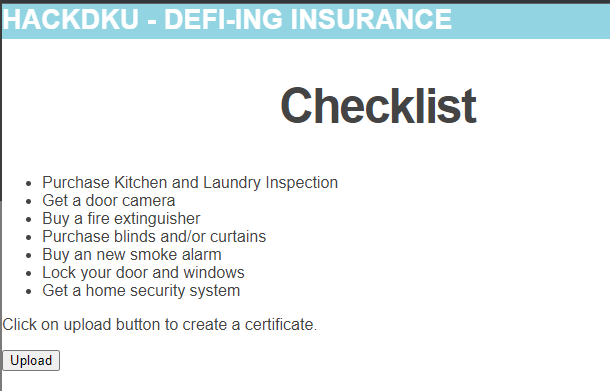 HACKDKU - DEFI-ING INSURANCE
Checklist
• Purchase Kitchen and Laundry Inspection
• Get a door camera
• Buy a fire extinguisher
• Purchase blinds and/or curtains
• Buy an new smoke alarm
• Lock your door and windows
• Get a home security system
Click on upload button to create a certificate.
Upload